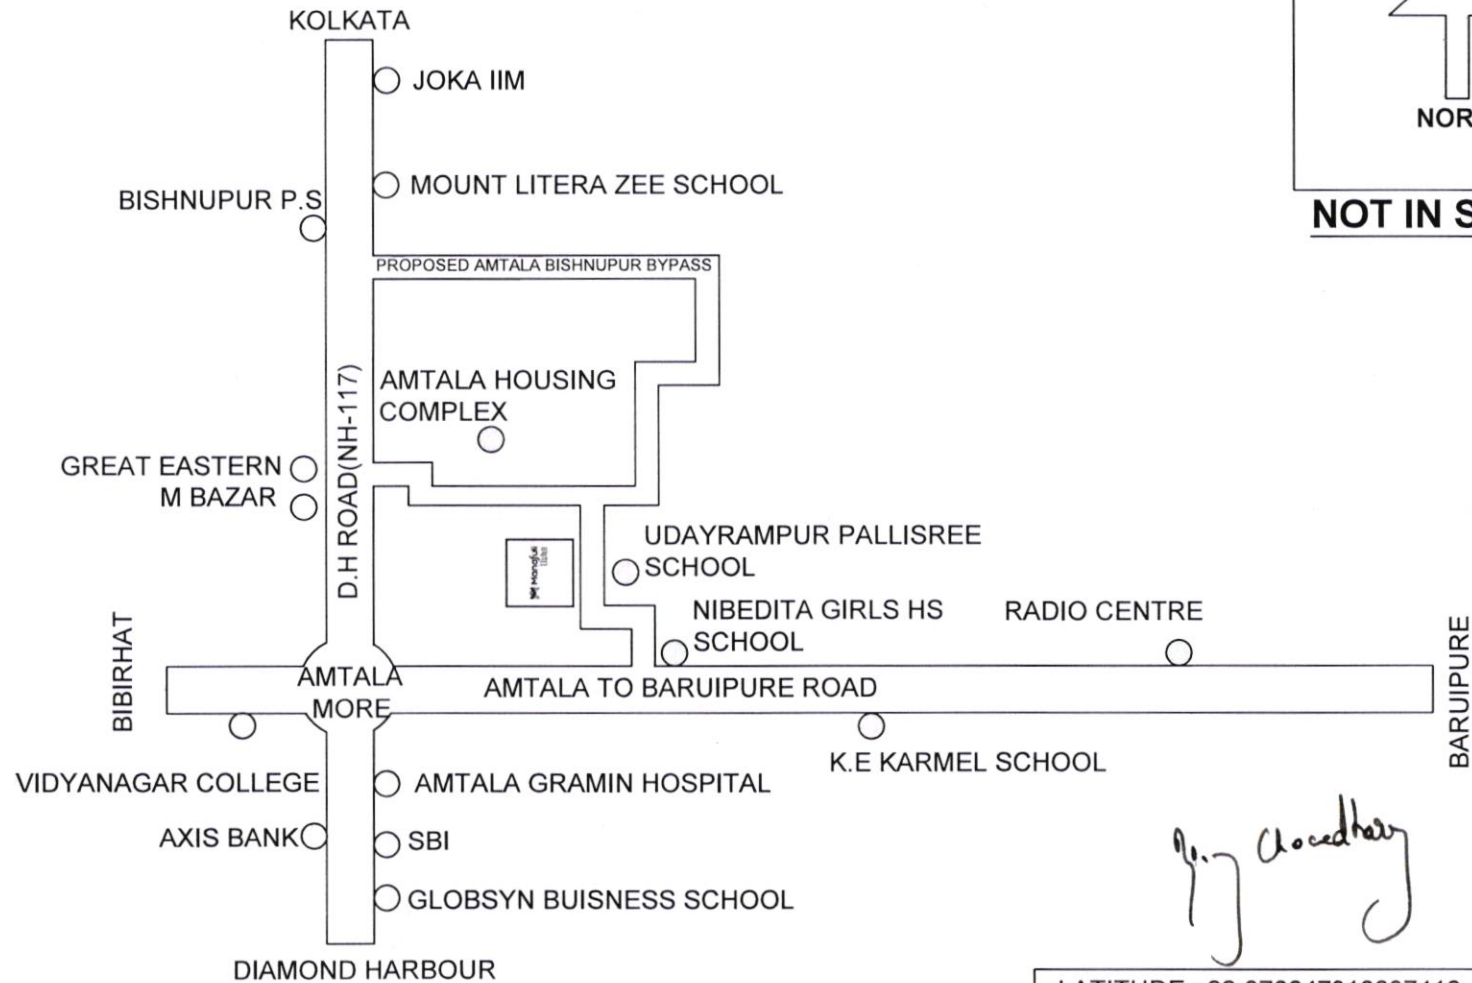 KOLKATA
JOKA IIM
MOUNT LITERA ZEE SCHOOL
BISHNUPUR P.S
NOR
NOT IN S
PROPOSED AMTALA BISHNUPUR BYPASS
D.H ROAD(NH-117)
AMTALA HOUSING
COMPLEX
GREAT EASTERN
M BAZAR
UDAYRAMPUR PALLISREE
SCHOOL
NIBEDITA GIRLS HS
SCHOOL
RADIO CENTRE
BIBIRHAT
AMTALA
MORE
AMTALA TO BARUIPURE ROAD
BARUIPURE
K.E KARMEL SCHOOL
VIDYANAGAR COLLEGE
AMTALA GRAMIN HOSPITAL
AXIS BANK
SBI
GLOBSYN BUISNESS SCHOOL
Chowdhary
DIAMOND HARBOUR